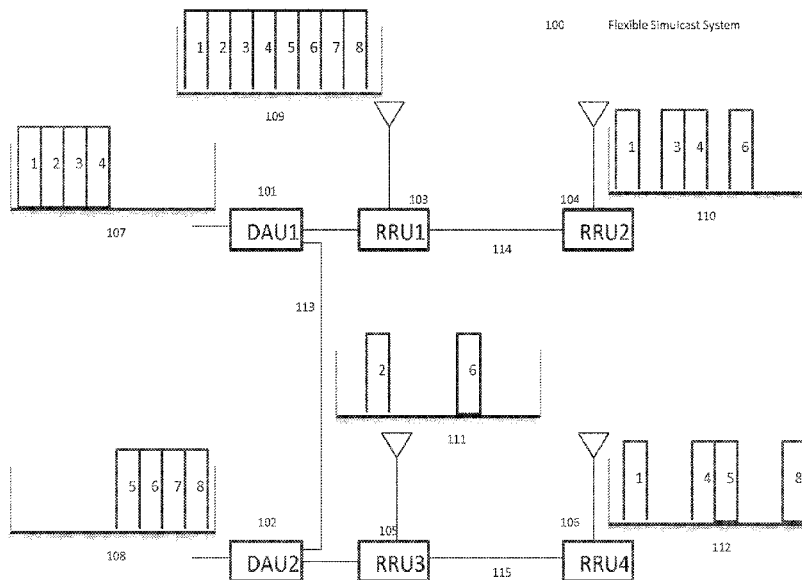 100 Flexible Simulcast System
1 2 3 4 5 6 7 8
109
1 2 3 4
107
101
DAU1
103
RRU1
114
104
RRU2
1 3 4 6
110
113
2 6
111
5 6 7 8
108
102
DAU2
105
RRU3
115
106
RRU4
1 4 5 8
112